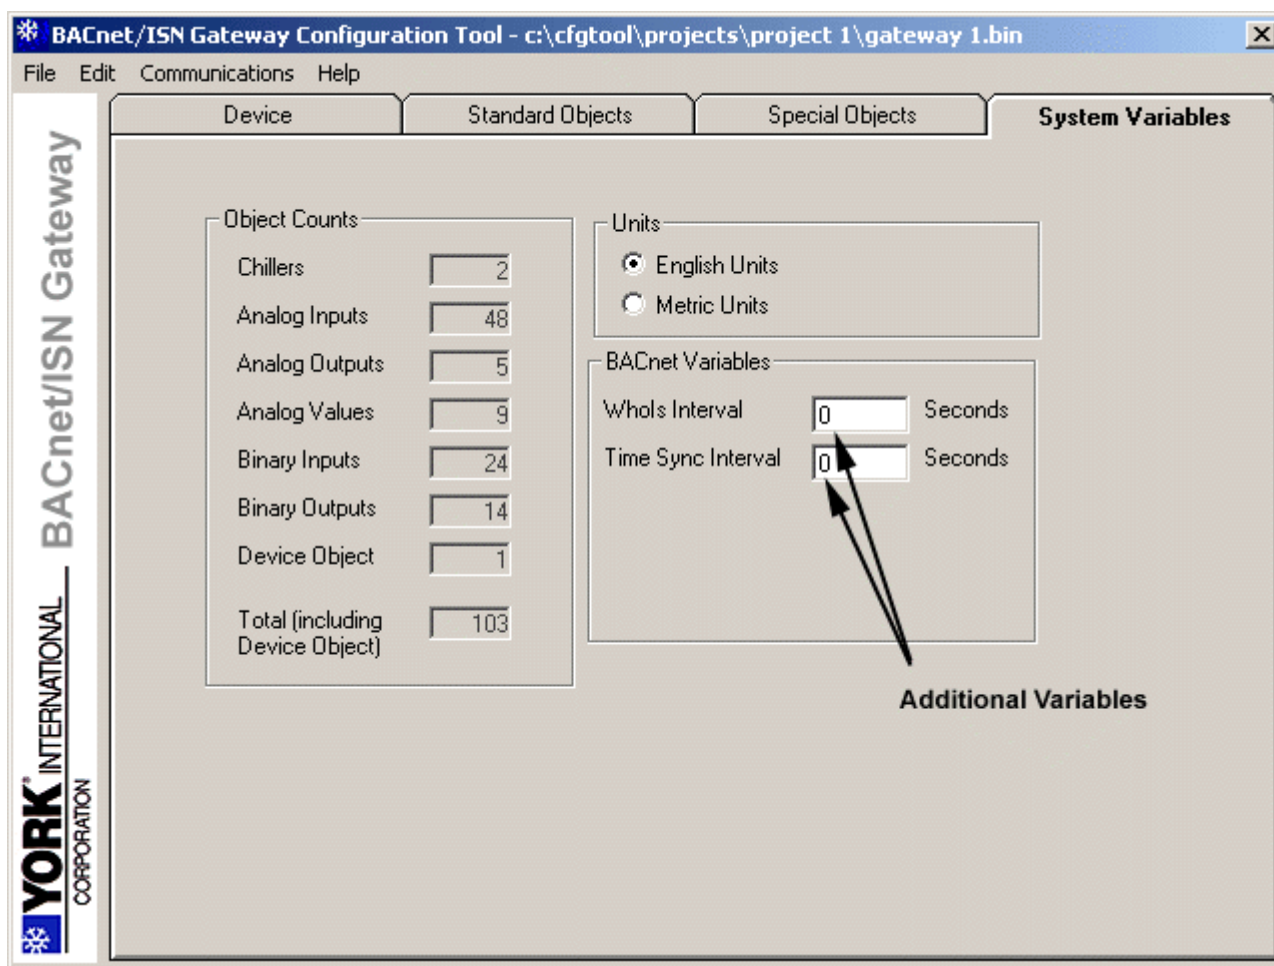 BACnet/ISN Gateway Configuration Tool - c:\cfgtool\projects\project 1\gateway 1.bin
File Edit Communications Help
Device Standard Objects Special Objects System Variables
BACnet/ISN Gateway
YORK® INTERNATIONAL
CORPORATION
Object Counts
Chillers 2
Analog Inputs 48
Analog Outputs 5
Analog Values 9
Binary Inputs 24
Binary Outputs 14
Device Object 1
Total (including
Device Object) 103
Units
English Units
Metric Units
BACnet Variables
WhoIs Interval 0 Seconds
Time Sync Interval 0 Seconds
Additional Variables